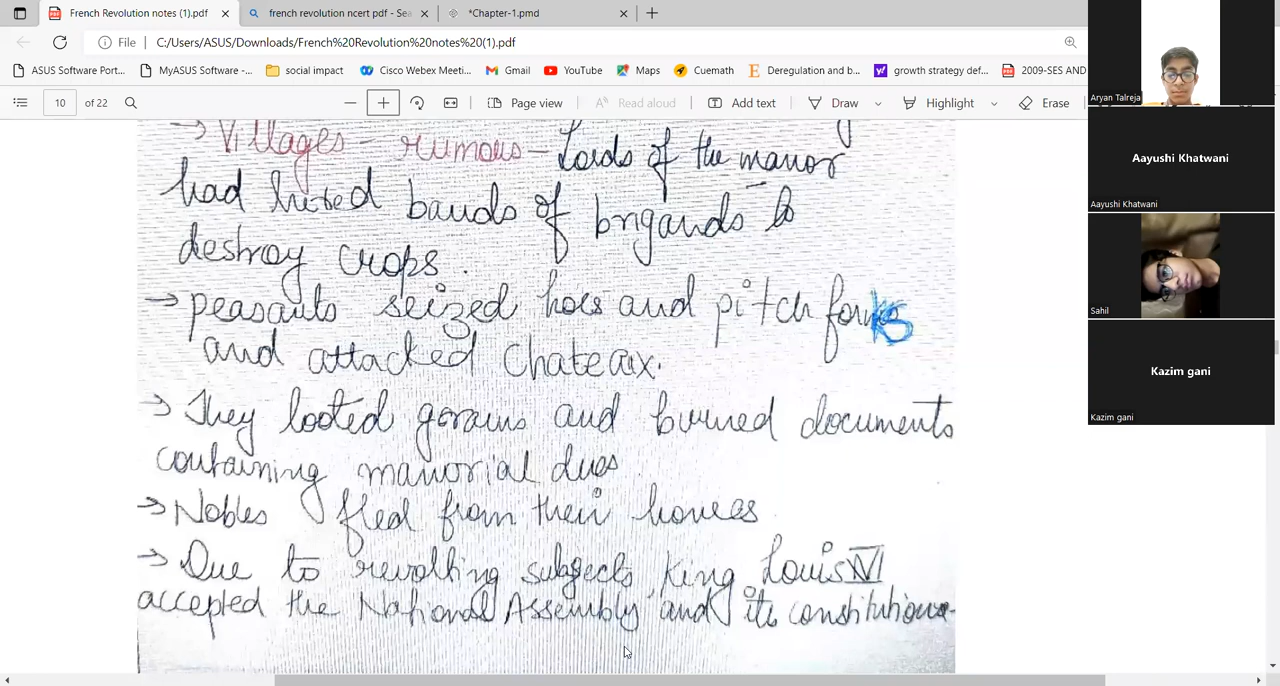 French Revolution notes (1).pdf
french revolution ncert pdf - Sea
*Chapter-1.pmd
File
C:/Users/ASUS/Downloads/French%20Revolution%20notes%20(1).pdf
ASUS Software Port...
MyASUS Software -...
social impact
Cisco Webex Meeti...
Gmail
YouTube
Maps
Cuemath
Deregulation and b...
growth strategy def...
2009-SES AND
10 of 22
Page view
Read aloud
Add text
Draw
Highlight
Erase
→ Villages - rumous - Lords of the manor
had hired bands of brigands to
destroy crops.
→ peasants seized hoes and pitch forks
and attacked Chateaux.
→ They looted grains and burned documents
containing manorial dues
→ Nobles fled from their homes
→ Due to revolting subjects, King Louis XVI
accepted the National Assembly and its constitution-
Aryan Talreja
Aayushi Khatwani
Aayushi Khatwani
Sahil
Kazim gani
Kazim gani